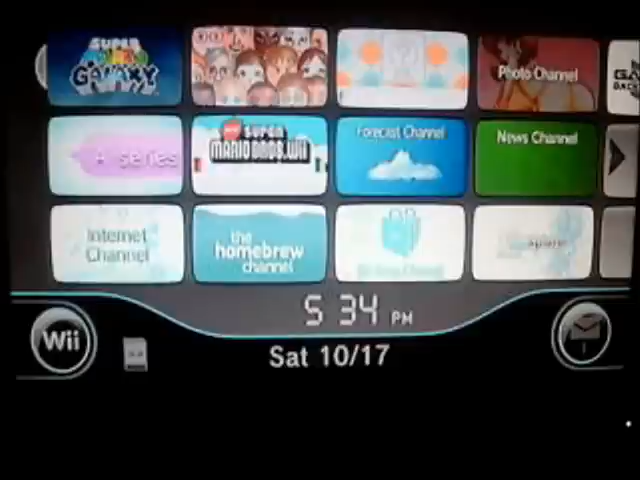 SUPER
GALAXY
Photo Channel
series
NEW SUPER
MARIO BROS. Wii
Forecast Channel
News Channel
Internet
Channel
the
homebrew
channel
5 34 PM
Wii
Sat 10/17